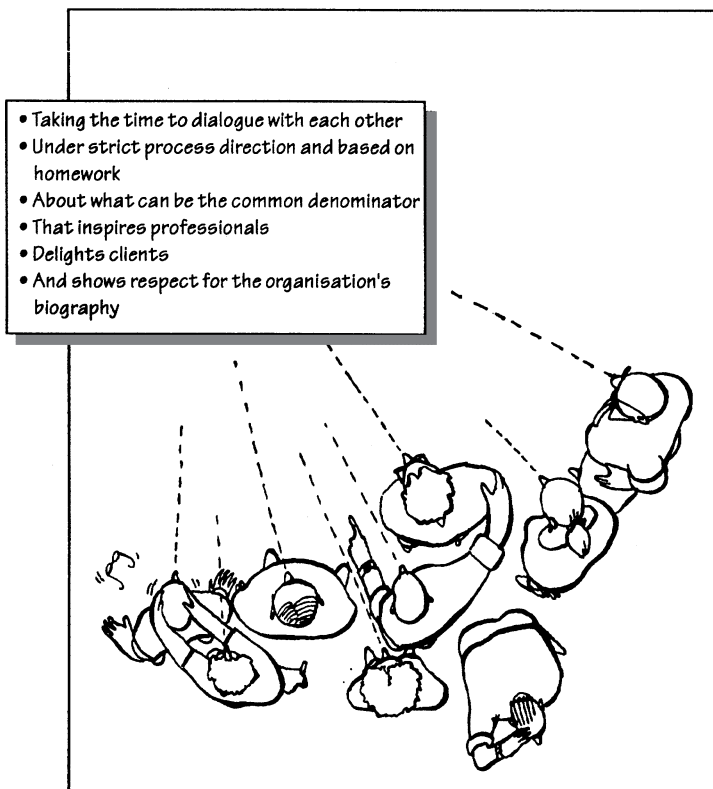 • Taking the time to dialogue with each other
• Under strict process direction and based on
homework
• About what can be the common denominator
• That inspires professionals
• Delights clients
• And shows respect for the organisation's
biography